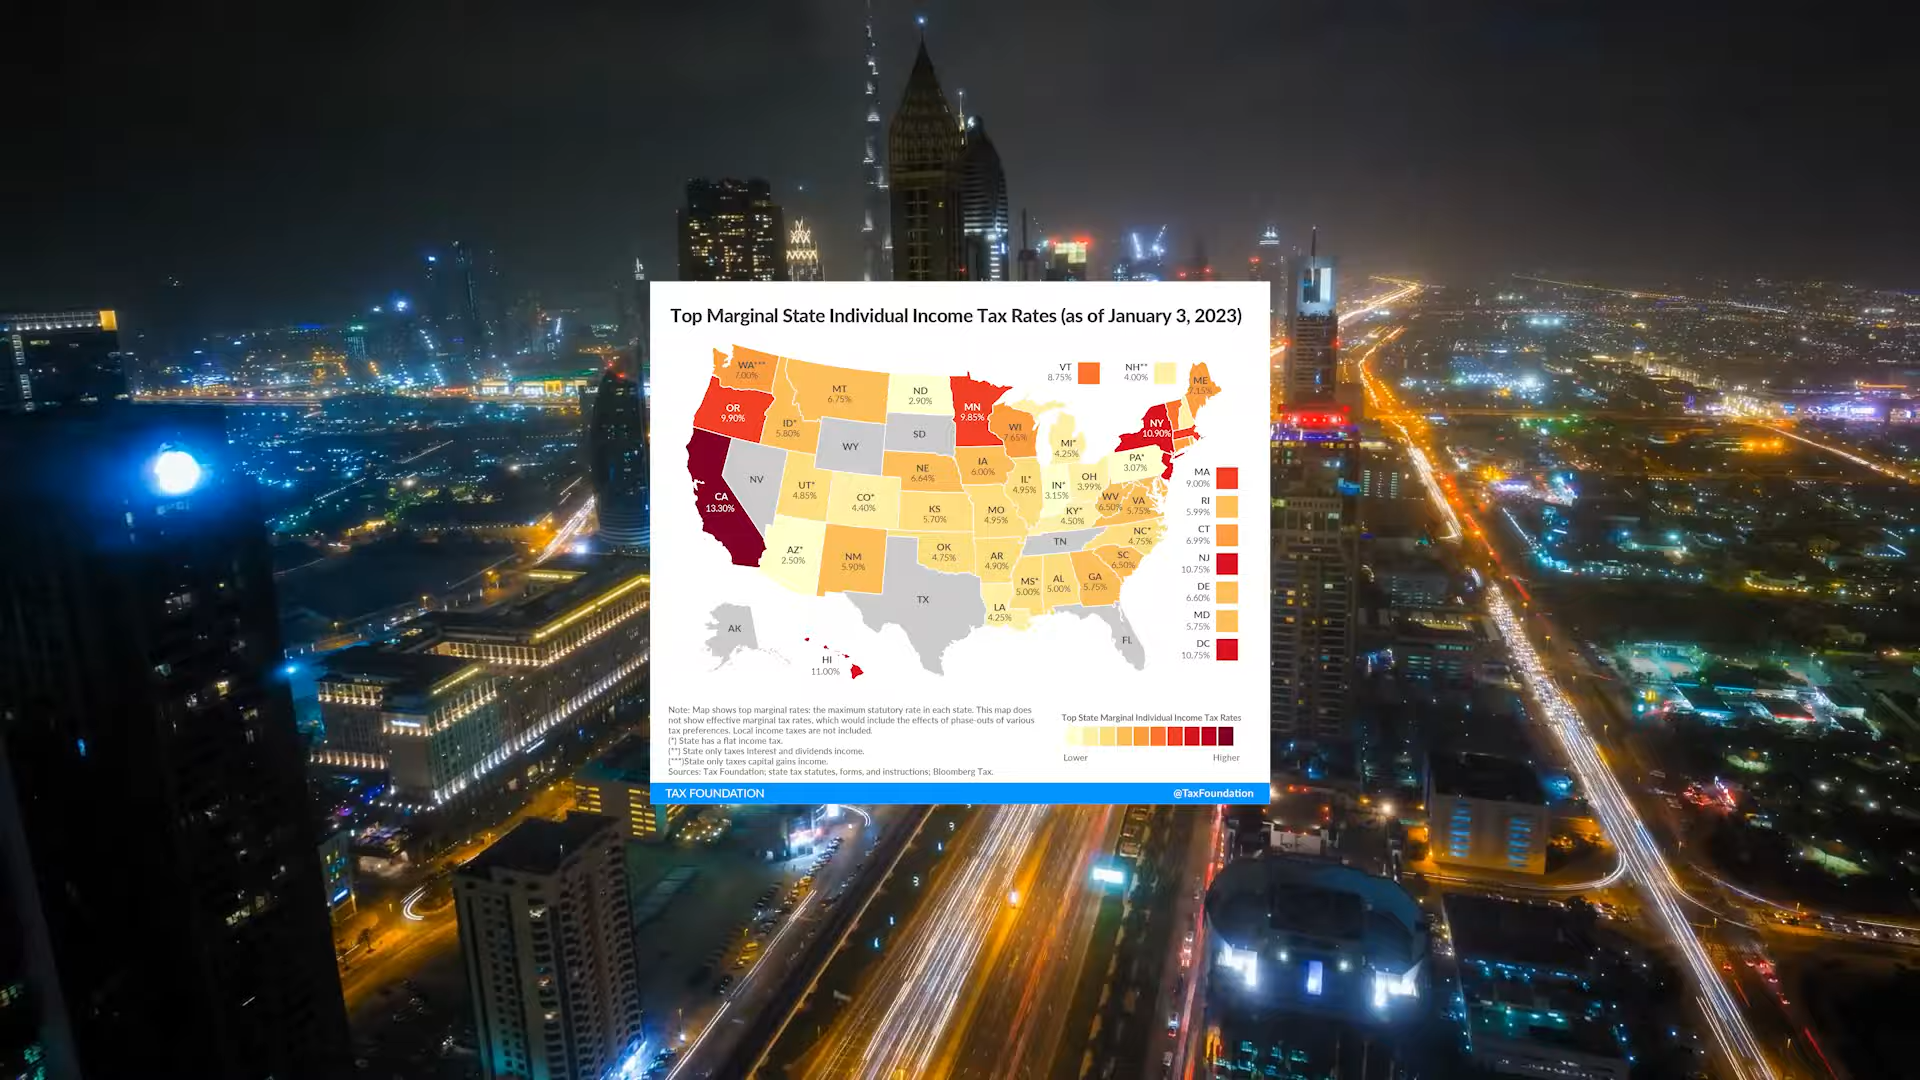 Top Marginal State Individual Income Tax Rates (as of January 3, 2023)
WA***
7.00%
OR
9.90%
CA
13.30%
ID*
5.80%
NV
MT
6.75%
WY
UT*
4.85%
AZ*
2.50%
CO*
4.40%
NM
5.90%
ND
2.90%
SD
NE
6.64%
KS
5.70%
OK
4.75%
TX
MN
9.85%
IA
6.00%
MO
4.95%
AR
4.90%
LA
4.25%
WI
7.65%
IL*
4.95%
MI*
4.25%
IN*
3.15%
OH
3.99%
KY*
4.50%
TN
MS*
5.00%
AL
5.00%
GA
5.75%
FL
SC
6.50%
NC*
4.75%
WV
6.50%
VA
5.75%
PA*
3.07%
NY
10.90%
VT
8.75%
NH**
4.00%
ME
7.15%
MA
9.00%
RI
5.99%
CT
6.99%
NJ
10.75%
DE
6.60%
MD
5.75%
DC
10.75%
AK
HI
11.00%
Note: Map shows top marginal rates: the maximum statutory rate in each state. This map does
not show effective marginal tax rates, which would include the effects of phase-outs of various
tax preferences. Local income taxes are not included.
(*) State has a flat income tax.
(**) State only taxes interest and dividends income.
(***)State only taxes capital gains income.
Sources: Tax Foundation; state tax statutes, forms, and instructions; Bloomberg Tax.
Top State Marginal Individual Income Tax Rates
Lower
Higher
TAX FOUNDATION
@TaxFoundation